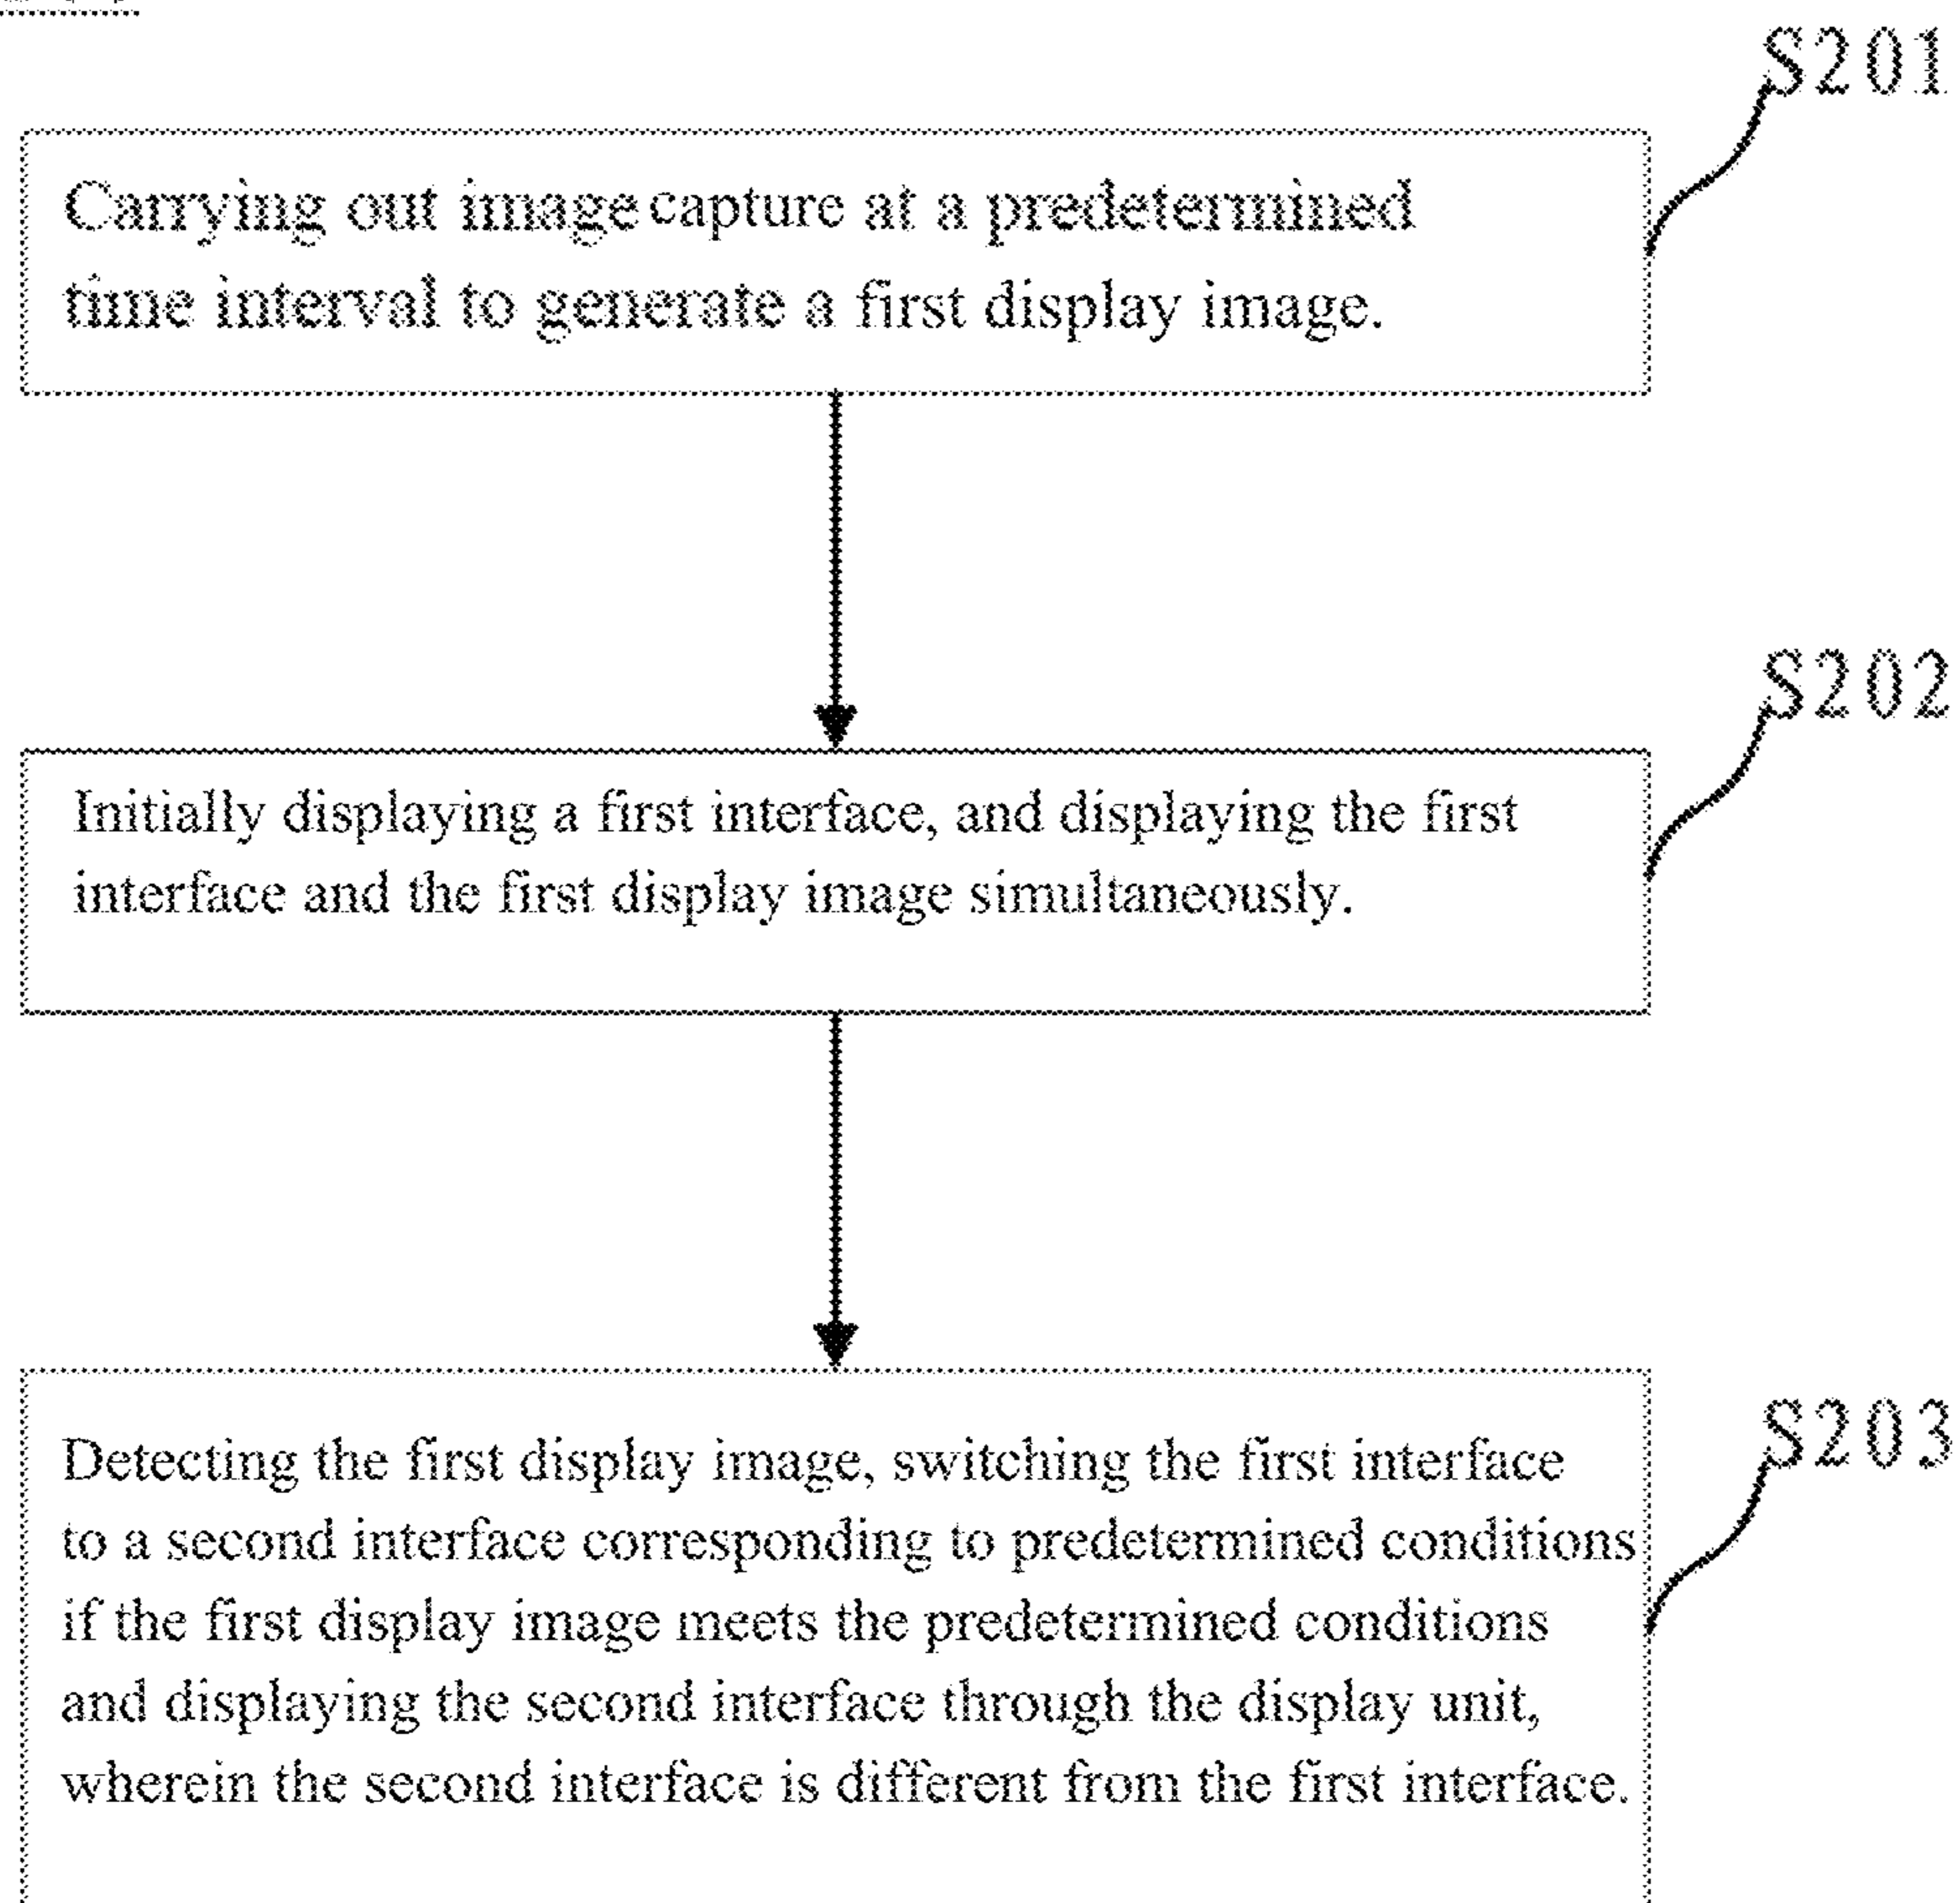 S201
Carrying out image capture at a predetermined
time interval to generate a first display image.
S202
Initially displaying a first interface, and displaying the first
interface and the first display image simultaneously.
S203
Detecting the first display image, switching the first interface
to a second interface corresponding to predetermined conditions
if the first display image meets the predetermined conditions
and displaying the second interface through the display unit,
wherein the second interface is different from the first interface.